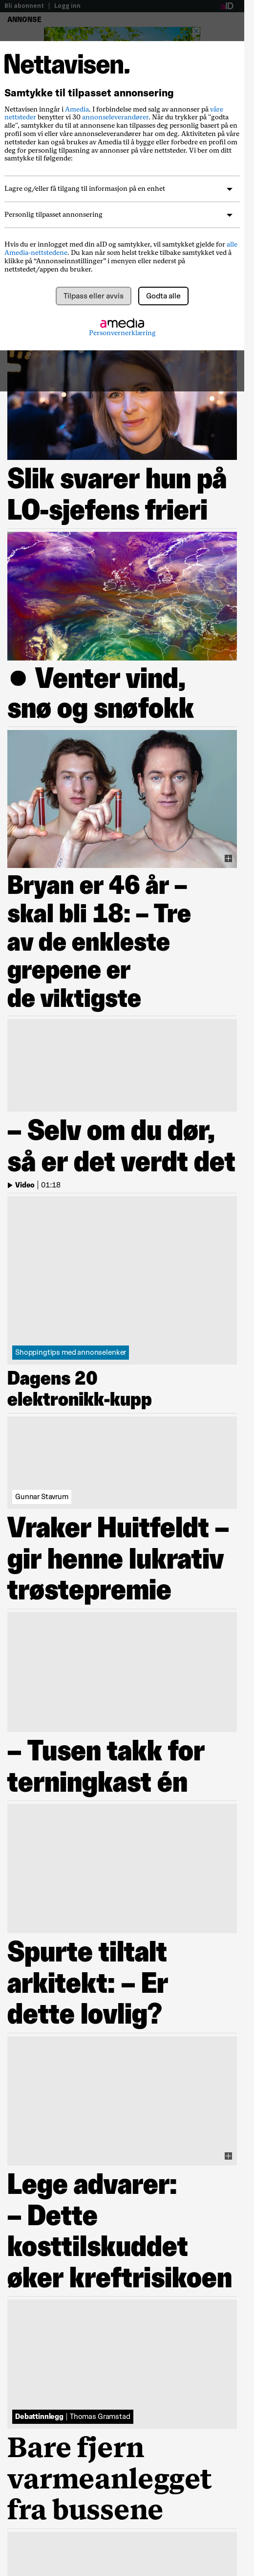 Bli abonnent | Logg inn
aID
ANNONSE
Nettavisen.
Samtykke til tilpasset annonsering
Nettavisen inngår i Amedia. I forbindelse med salg av annonser på våre
nettsteder benytter vi 30 annonseleverandører. Når du trykker på "godta
alle", samtykker du til at annonsene kan tilpasses deg personlig basert på en
profil Amedia eller våre annonseleverandører har om deg. Aktiviteten på våre
nettsteder kan også brukes av Amedia til å bygge eller forbedre en profil om
deg for personlig tilpasning av annonser på våre nettsteder. Vi ber om ditt
samtykke til følgende:
Lagre og/eller få tilgang til informasjon på en enhet
Personlig tilpasset annonsering
Hvis du er innlogget med din aID og samtykker, vil samtykket gjelde for alle
Amedia-nettstedene. Du kan når som helst trekke tilbake samtykket ved å
klikke på "Annonseinnstillinger" i menyen eller nederst på
nettstedet/appen du bruker.
Tilpass eller avvis
Godta alle
amedia
Personvernerklæring
Slik svarer hun på
LO-sjefens frieri
● Venter vind,
snø og snøfokk
Bryan er 46 år –
skal bli 18: – Tre
av de enkleste
grepene er
de viktigste
– Selv om du dør,
så er det verdt det
Video | 01:18
Shoppingtips med annonselenker
Dagens 20
elektronikk-kupp
Gunnar Stavrum
Vraker Huitfeldt –
gir henne lukrativ
trøstepremie
– Tusen takk for
terningkast én
Spurte tiltalt
arkitekt: – Er
dette lovlig?
Lege advarer:
– Dette
kosttilskuddet
øker kreftrisikoen
Debattinnlegg | Thomas Gramstad
Bare fjern
varmeanlegget
fra bussene